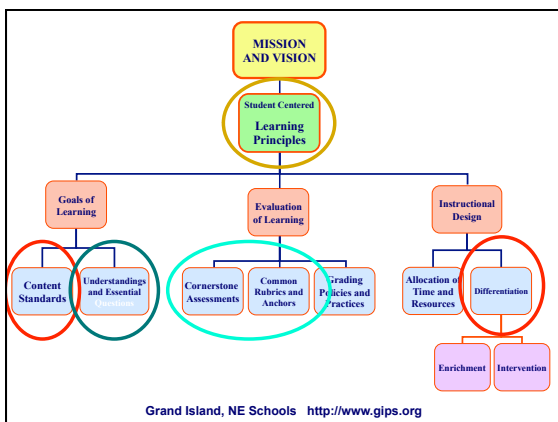 MISSION
AND VISION
Student Centered
Learning
Principles
Goals of
Learning
Evaluation
of Learning
Instructional
Design
Content
Standards
Understandings
and Essential
Questions
Cornerstone
Assessments
Common
Rubrics and
Anchors
Grading
Policies and
Practices
Allocation of
Time and
Resources
Differentiation
Enrichment
Intervention
Grand Island, NE Schools http://www.gips.org